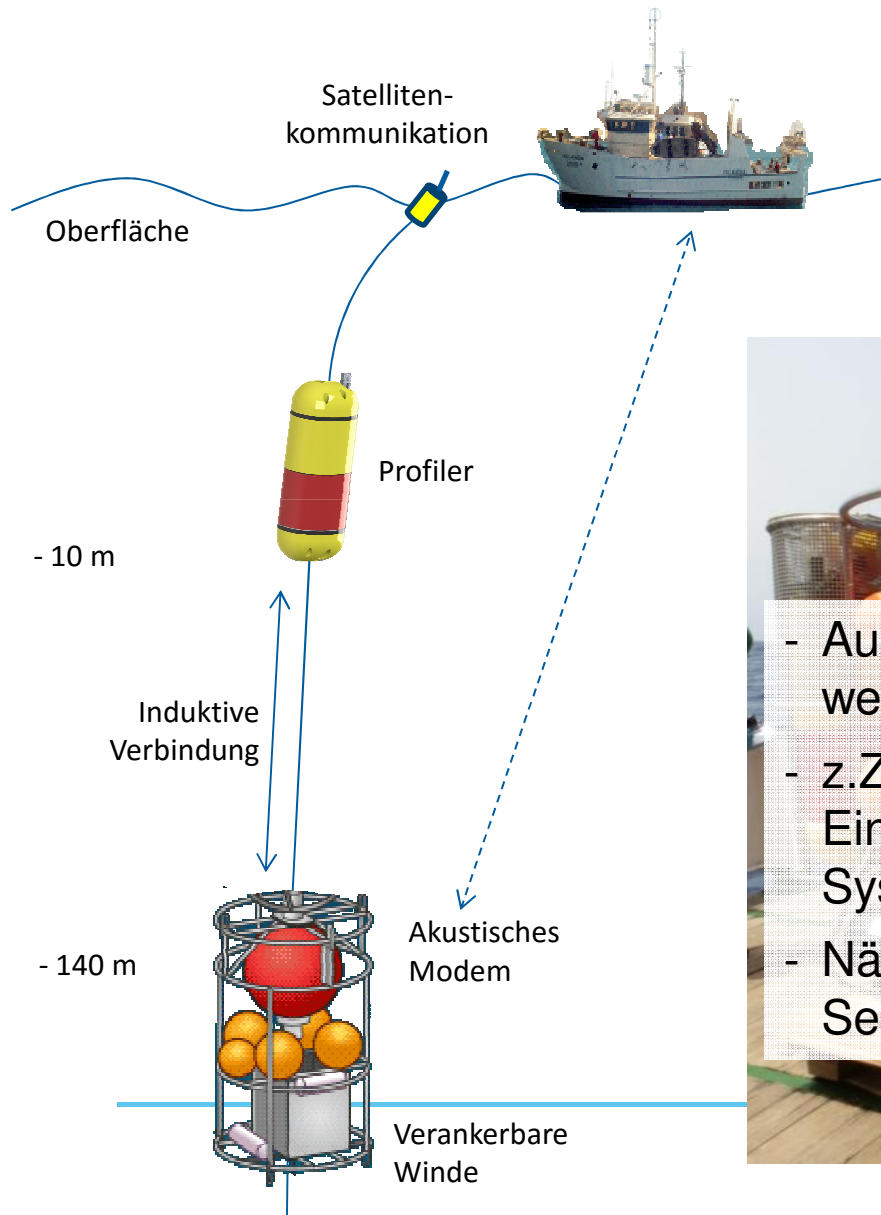 Satelliten-
kommunikation
Oberfläche
Profiler
- 10 m
Induktive
Verbindung
- 140 m
Akustisches
Modem
Verankerbare
Winde
-
-
-